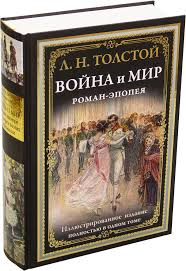 Л. Н. ТОЛСТОЙ
ВОЙНА и МИР
РОМАН-ЭПОПЕЯ
Иллюстрированное издание
полностью в одном томе